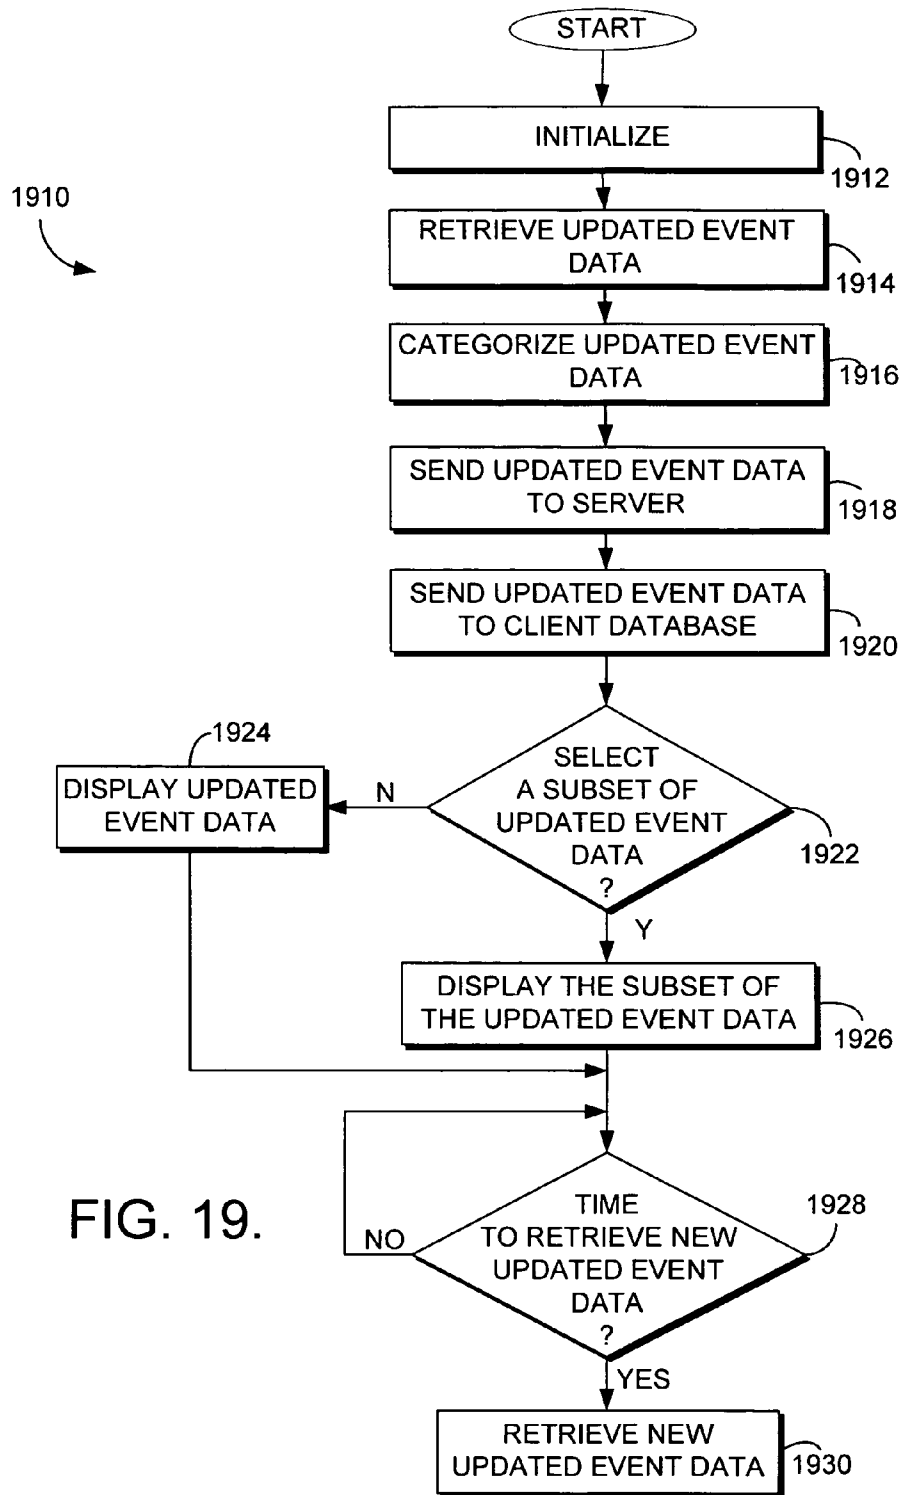 START
INITIALIZE
1912
1910
RETRIEVE UPDATED EVENT
DATA
1914
CATEGORIZE UPDATED EVENT
DATA
1916
SEND UPDATED EVENT DATA
TO SERVER
1918
SEND UPDATED EVENT DATA
TO CLIENT DATABASE
1920
1924
DISPLAY UPDATED
EVENT DATA
N
SELECT
A SUBSET OF
UPDATED EVENT
DATA
?
1922
Y
DISPLAY THE SUBSET OF
THE UPDATED EVENT DATA
1926
FIG. 19.
NO
TIME
TO RETRIEVE NEW
UPDATED EVENT
DATA
?
1928
YES
RETRIEVE NEW
UPDATED EVENT DATA
1930